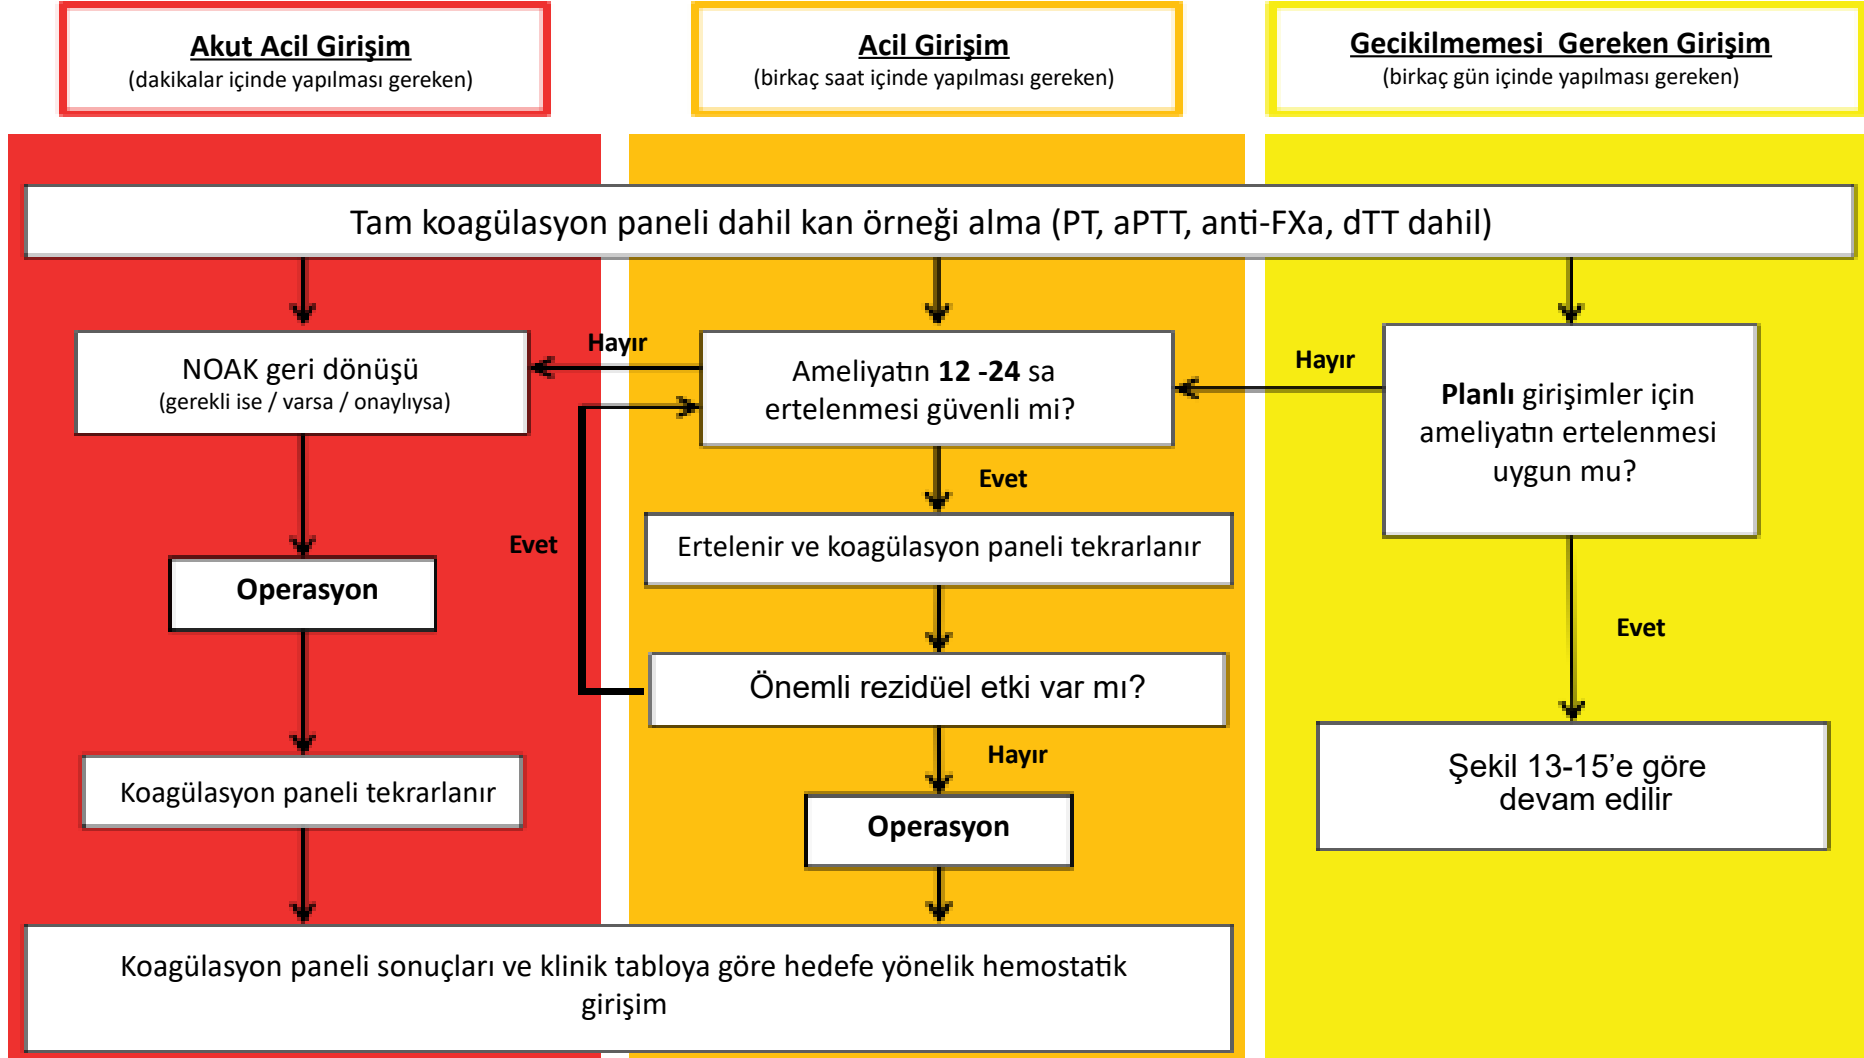 Akut Acil Girişim
(dakikalar içinde yapılması gereken)
Acil Girişim
(birkaç saat içinde yapılması gereken)
Gecikilmemesi Gereken Girişim
(birkaç gün içinde yapılması gereken)
Tam koagülasyon paneli dahil kan örneği alma (PT, aPTT, anti-FXa, dTT dahil)
NOAK geri dönüşü
(gerekli ise / varsa / onaylıysa)
Hayır
Ameliyatın 12 -24 sa
ertelenmesi güvenli mi?
Hayır
Planlı girişimler için
ameliyatın ertelenmesi
uygun mu?
Evet
Evet
Ertelenir ve koagülasyon paneli tekrarlanır
Operasyon
Evet
Önemli rezidüel etki var mı?
Hayır
Koagülasyon paneli tekrarlanır
Operasyon
Şekil 13-15’e göre
devam edilir
Koagülasyon paneli sonuçları ve klinik tabloya göre hedefe yönelik hemostatik
girişim